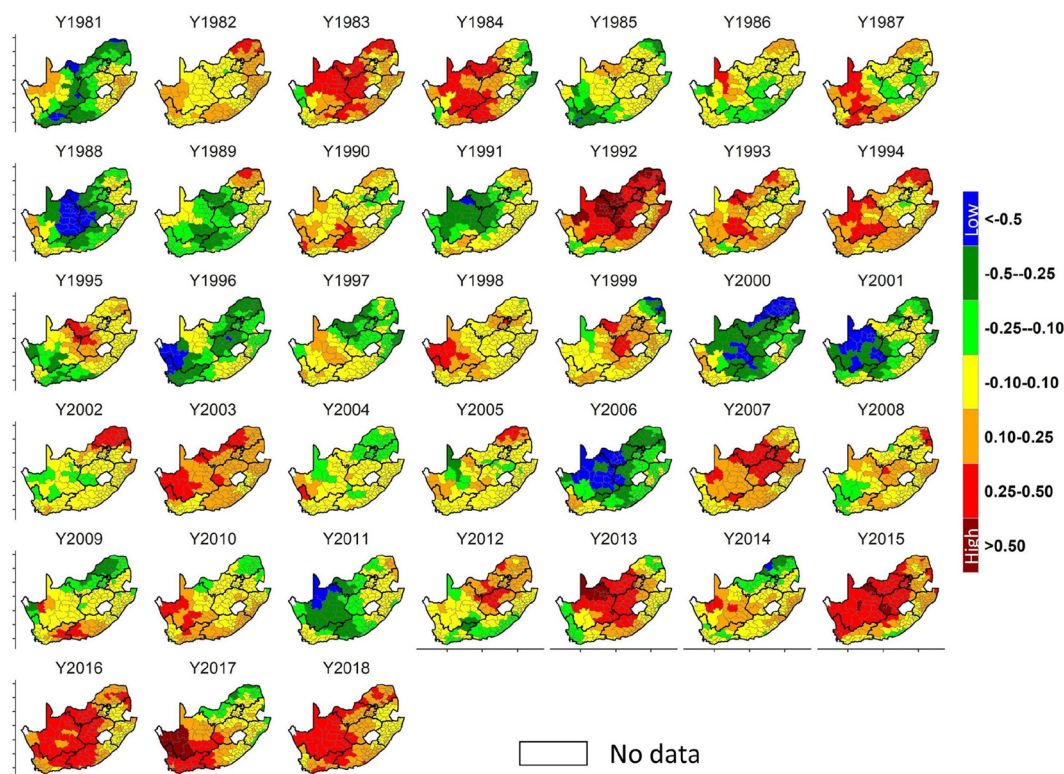 Y1981 Y1982 Y1983 Y1984 Y1985 Y1986 Y1987
Y1988 Y1989 Y1990 Y1991 Y1992 Y1993 Y1994
Y1995 Y1996 Y1997 Y1998 Y1999 Y2000 Y2001
Y2002 Y2003 Y2004 Y2005 Y2006 Y2007 Y2008
Y2009 Y2010 Y2011 Y2012 Y2013 Y2014 Y2015
Y2016 Y2017 Y2018
Low <-0.5
-0.5--0.25
-0.25--0.10
-0.10-0.10
0.10-0.25
0.25-0.50
High >0.50
No data